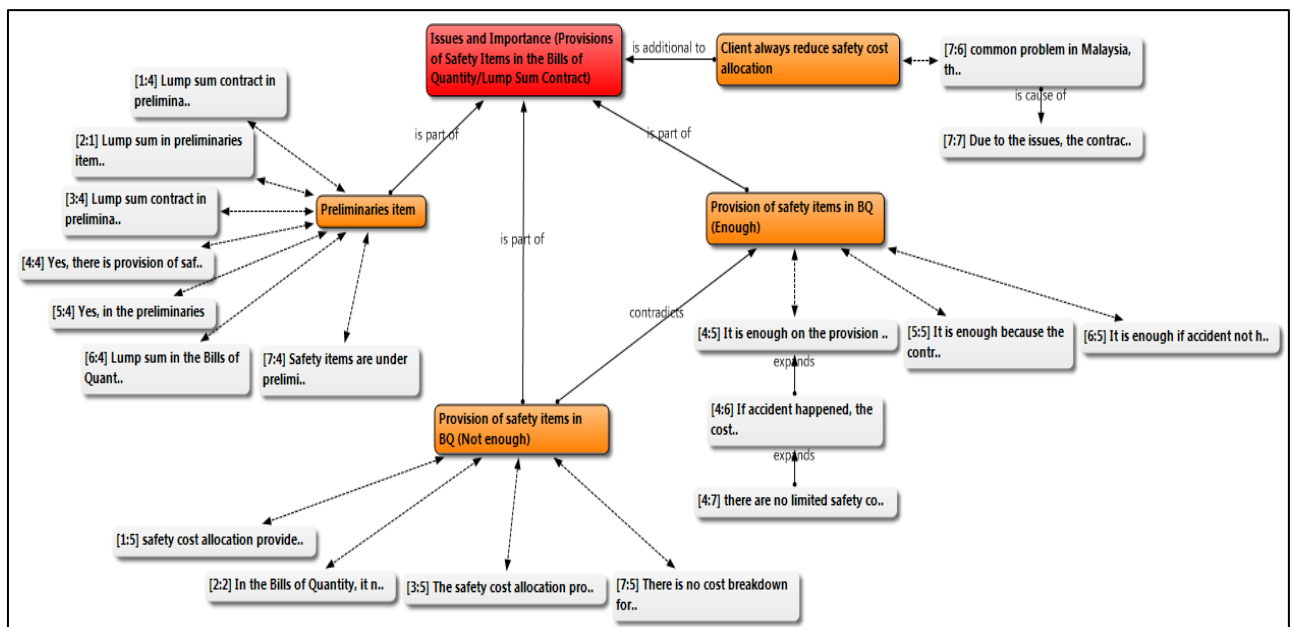 Issues and Importance (Provisions
of Safety Items in the Bills of
Quantity/Lump Sum Contract)
is additional to
Client always reduce safety cost
allocation
[7:6] common problem in Malaysia,
th..
is cause of
[7:7] Due to the issues, the contrac..
[1:4] Lump sum contract in
prelimina..
[2:1] Lump sum in preliminaries
item..
[3:4] Lump sum contract in
prelimina..
[4:4] Yes, there is provision of saf..
[5:4] Yes, in the preliminaries
[6:4] Lump sum in the Bills of
Quant..
[7:4] Safety items are under
prelimi..
Preliminaries item
is part of
is part of
is part of
Provision of safety items in BQ
(Enough)
contradicts
[4:5] It is enough on the provision ..
[5:5] It is enough because the
contr..
[6:5] It is enough if accident not h..
expands
[4:6] If accident happened, the
cost..
expands
[4:7] there are no limited safety co..
Provision of safety items in
BQ (Not enough)
[1:5] safety cost allocation provide..
[2:2] In the Bills of Quantity, it n..
[3:5] The safety cost allocation pro..
[7:5] There is no cost breakdown
for..